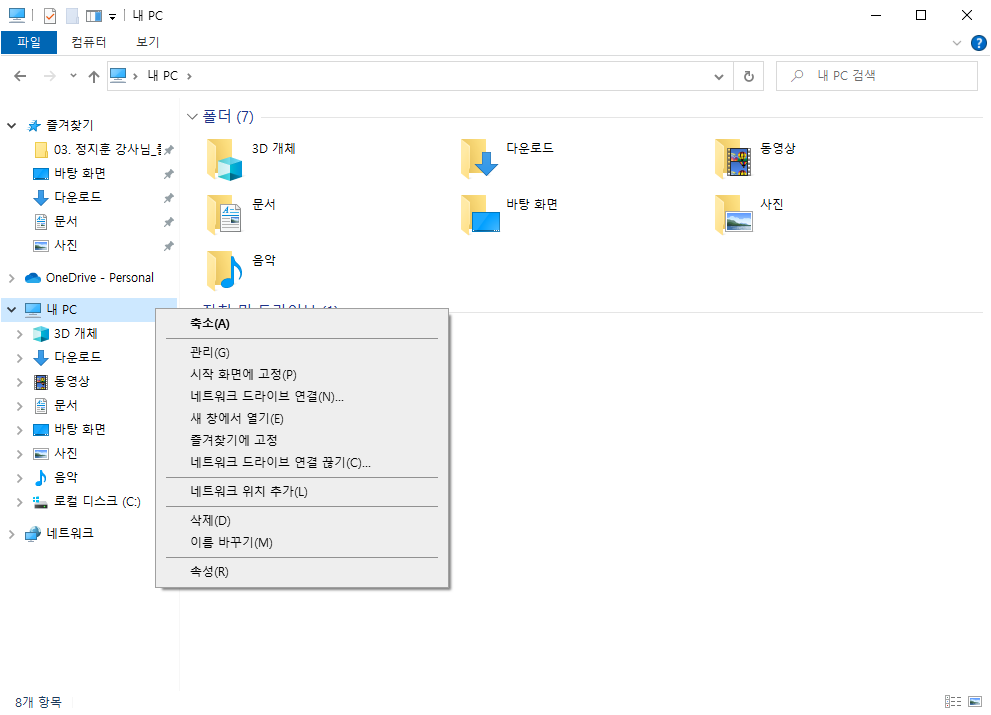 내 PC
파일 컴퓨터 보기
내 PC
내 PC 검색
즐겨찾기
03. 정지훈 강사님_
바탕 화면
다운로드
문서
사진
OneDrive - Personal
내 PC
3D 개체
다운로드
동영상
문서
바탕 화면
사진
음악
로컬 디스크 (C:)
네트워크
폴더 (7)
3D 개체
다운로드
동영상
문서
바탕 화면
사진
음악
축소(A)
관리(G)
시작 화면에 고정(P)
네트워크 드라이브 연결(N)...
새 창에서 열기(E)
즐겨찾기에 고정
네트워크 드라이브 연결 끊기(C)...
네트워크 위치 추가(L)
삭제(D)
이름 바꾸기(M)
속성(R)
8개 항목